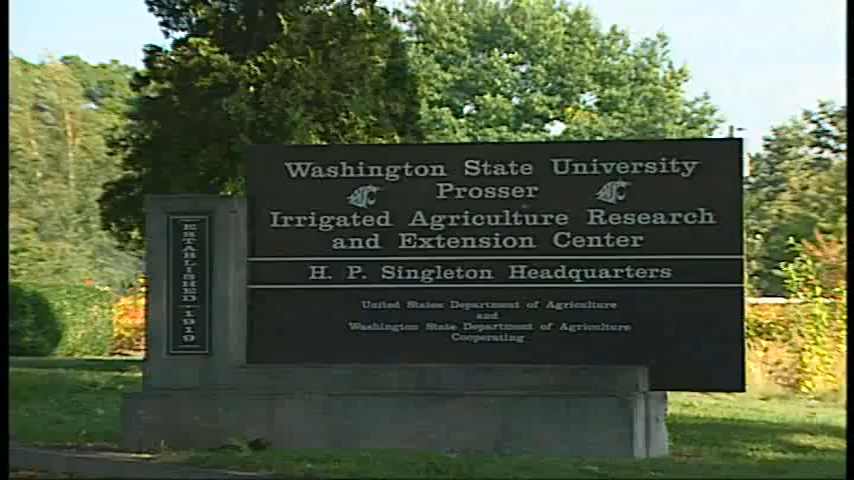 Washington State University
Prosser
Irrigated Agriculture Research
and Extension Center
H. P. Singleton Headquarters
United States Department of Agriculture
and
Washington State Department of Agriculture
Cooperating
ESTABLISHED 1919